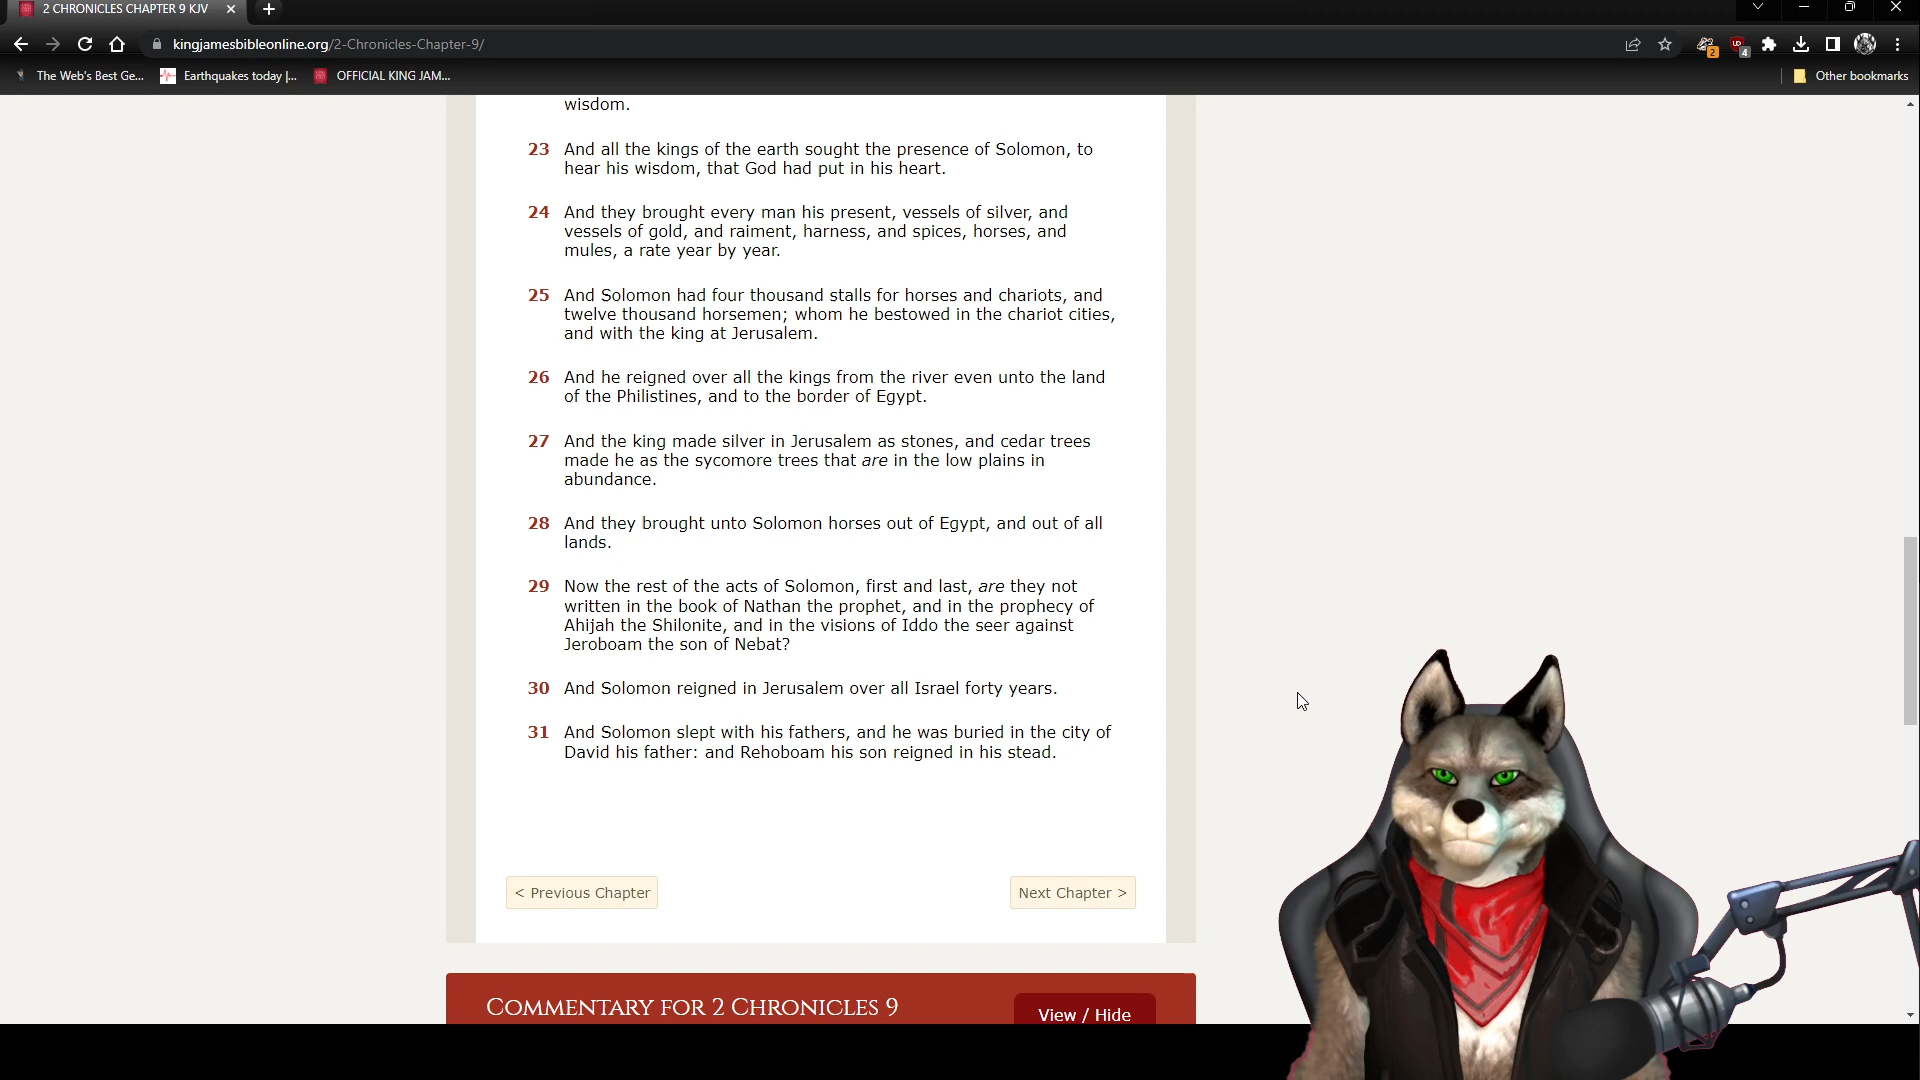 2 CHRONICLES CHAPTER 9 KJV
kingjamesbibleonline.org/2-Chronicles-Chapter-9/
2
4
The Web's Best Ge...
Earthquakes today |...
OFFICIAL KING JAM...
Other bookmarks
wisdom.
23 And all the kings of the earth sought the presence of Solomon, to
hear his wisdom, that God had put in his heart.
24 And they brought every man his present, vessels of silver, and
vessels of gold, and raiment, harness, and spices, horses, and
mules, a rate year by year.
25 And Solomon had four thousand stalls for horses and chariots, and
twelve thousand horsemen; whom he bestowed in the chariot cities,
and with the king at Jerusalem.
26 And he reigned over all the kings from the river even unto the land
of the Philistines, and to the border of Egypt.
27 And the king made silver in Jerusalem as stones, and cedar trees
made he as the sycomore trees that are in the low plains in
abundance.
28 And they brought unto Solomon horses out of Egypt, and out of all
lands.
29 Now the rest of the acts of Solomon, first and last, are they not
written in the book of Nathan the prophet, and in the prophecy of
Ahijah the Shilonite, and in the visions of Iddo the seer against
Jeroboam the son of Nebat?
30 And Solomon reigned in Jerusalem over all Israel forty years.
31 And Solomon slept with his fathers, and he was buried in the city of
David his father: and Rehoboam his son reigned in his stead.
< Previous Chapter
Next Chapter >
COMMENTARY FOR 2 CHRONICLES 9
View / Hide